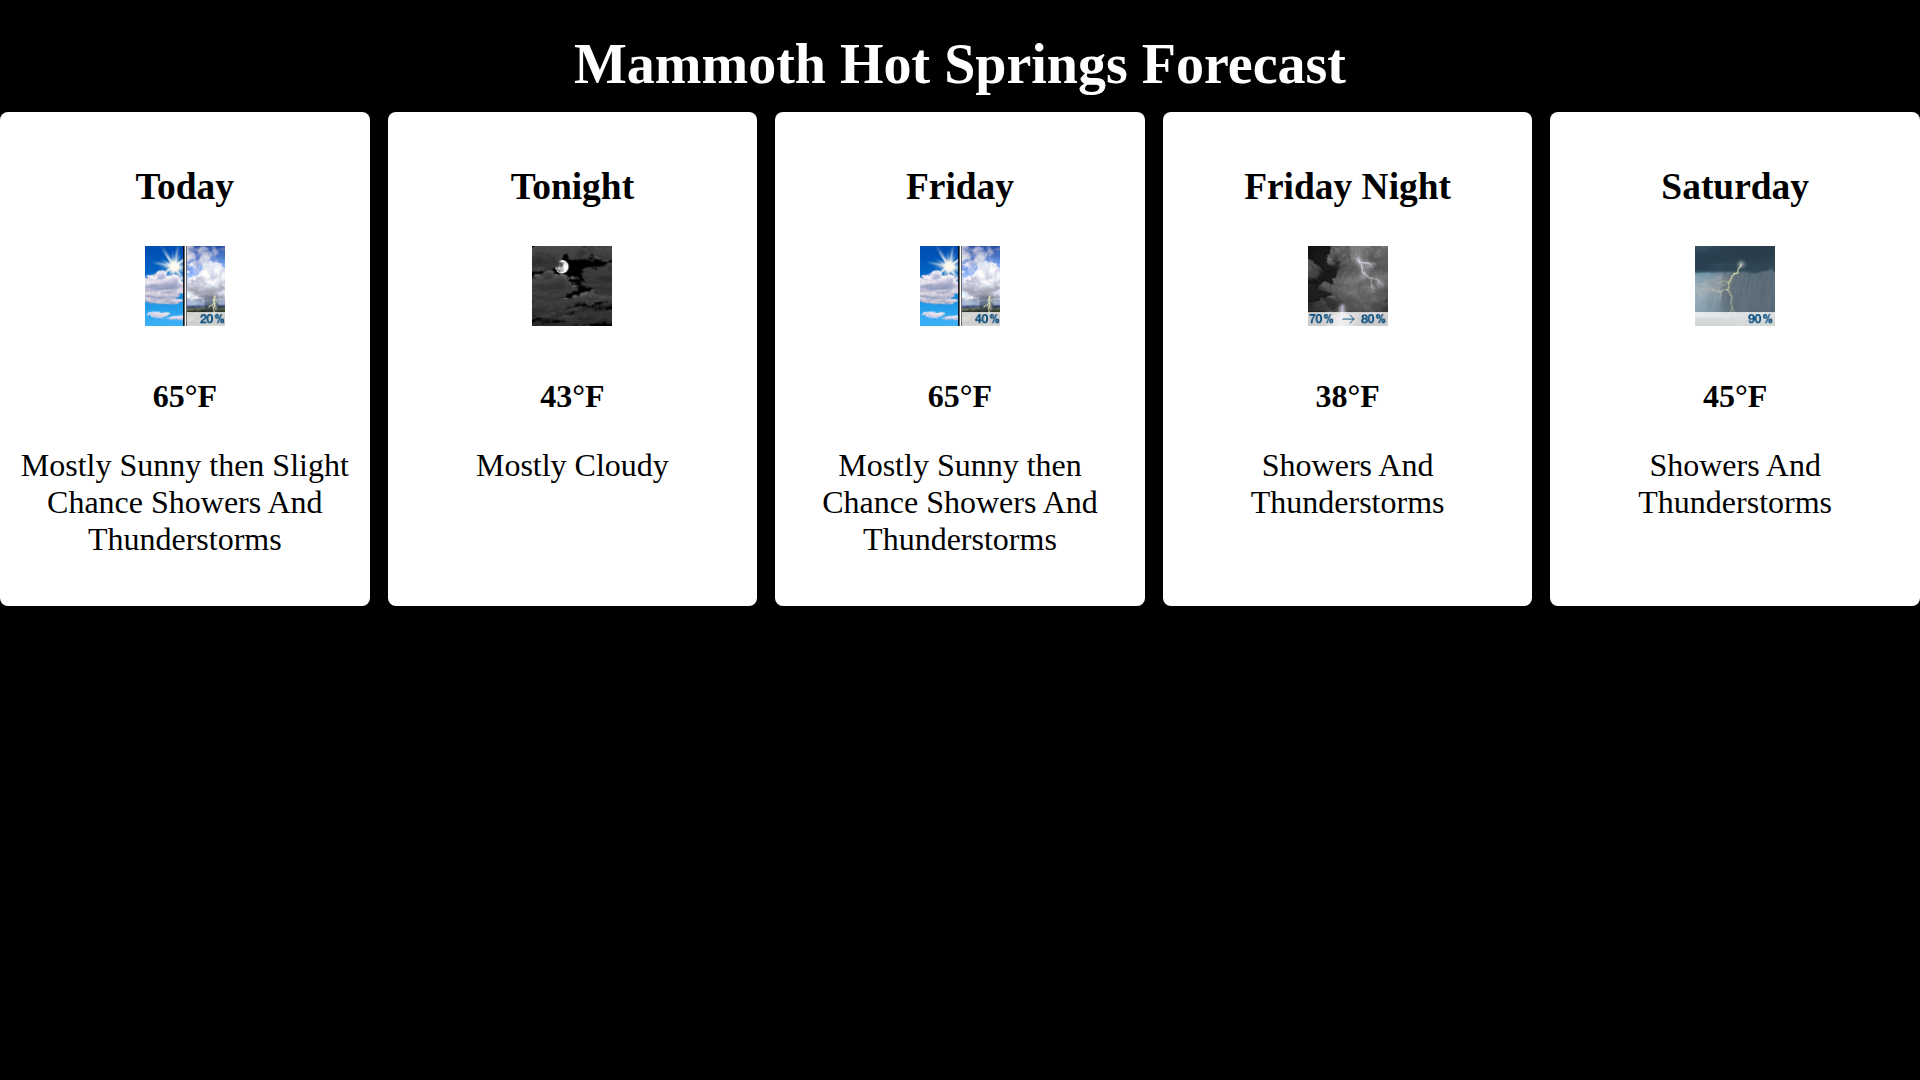 Mammoth Hot Springs Forecast
Today
20%
65°F
Mostly Sunny then Slight
Chance Showers And
Thunderstorms
Tonight
43°F
Mostly Cloudy
Friday
40%
65°F
Mostly Sunny then
Chance Showers And
Thunderstorms
Friday Night
70% → 80%
38°F
Showers And
Thunderstorms
Saturday
90%
45°F
Showers And
Thunderstorms